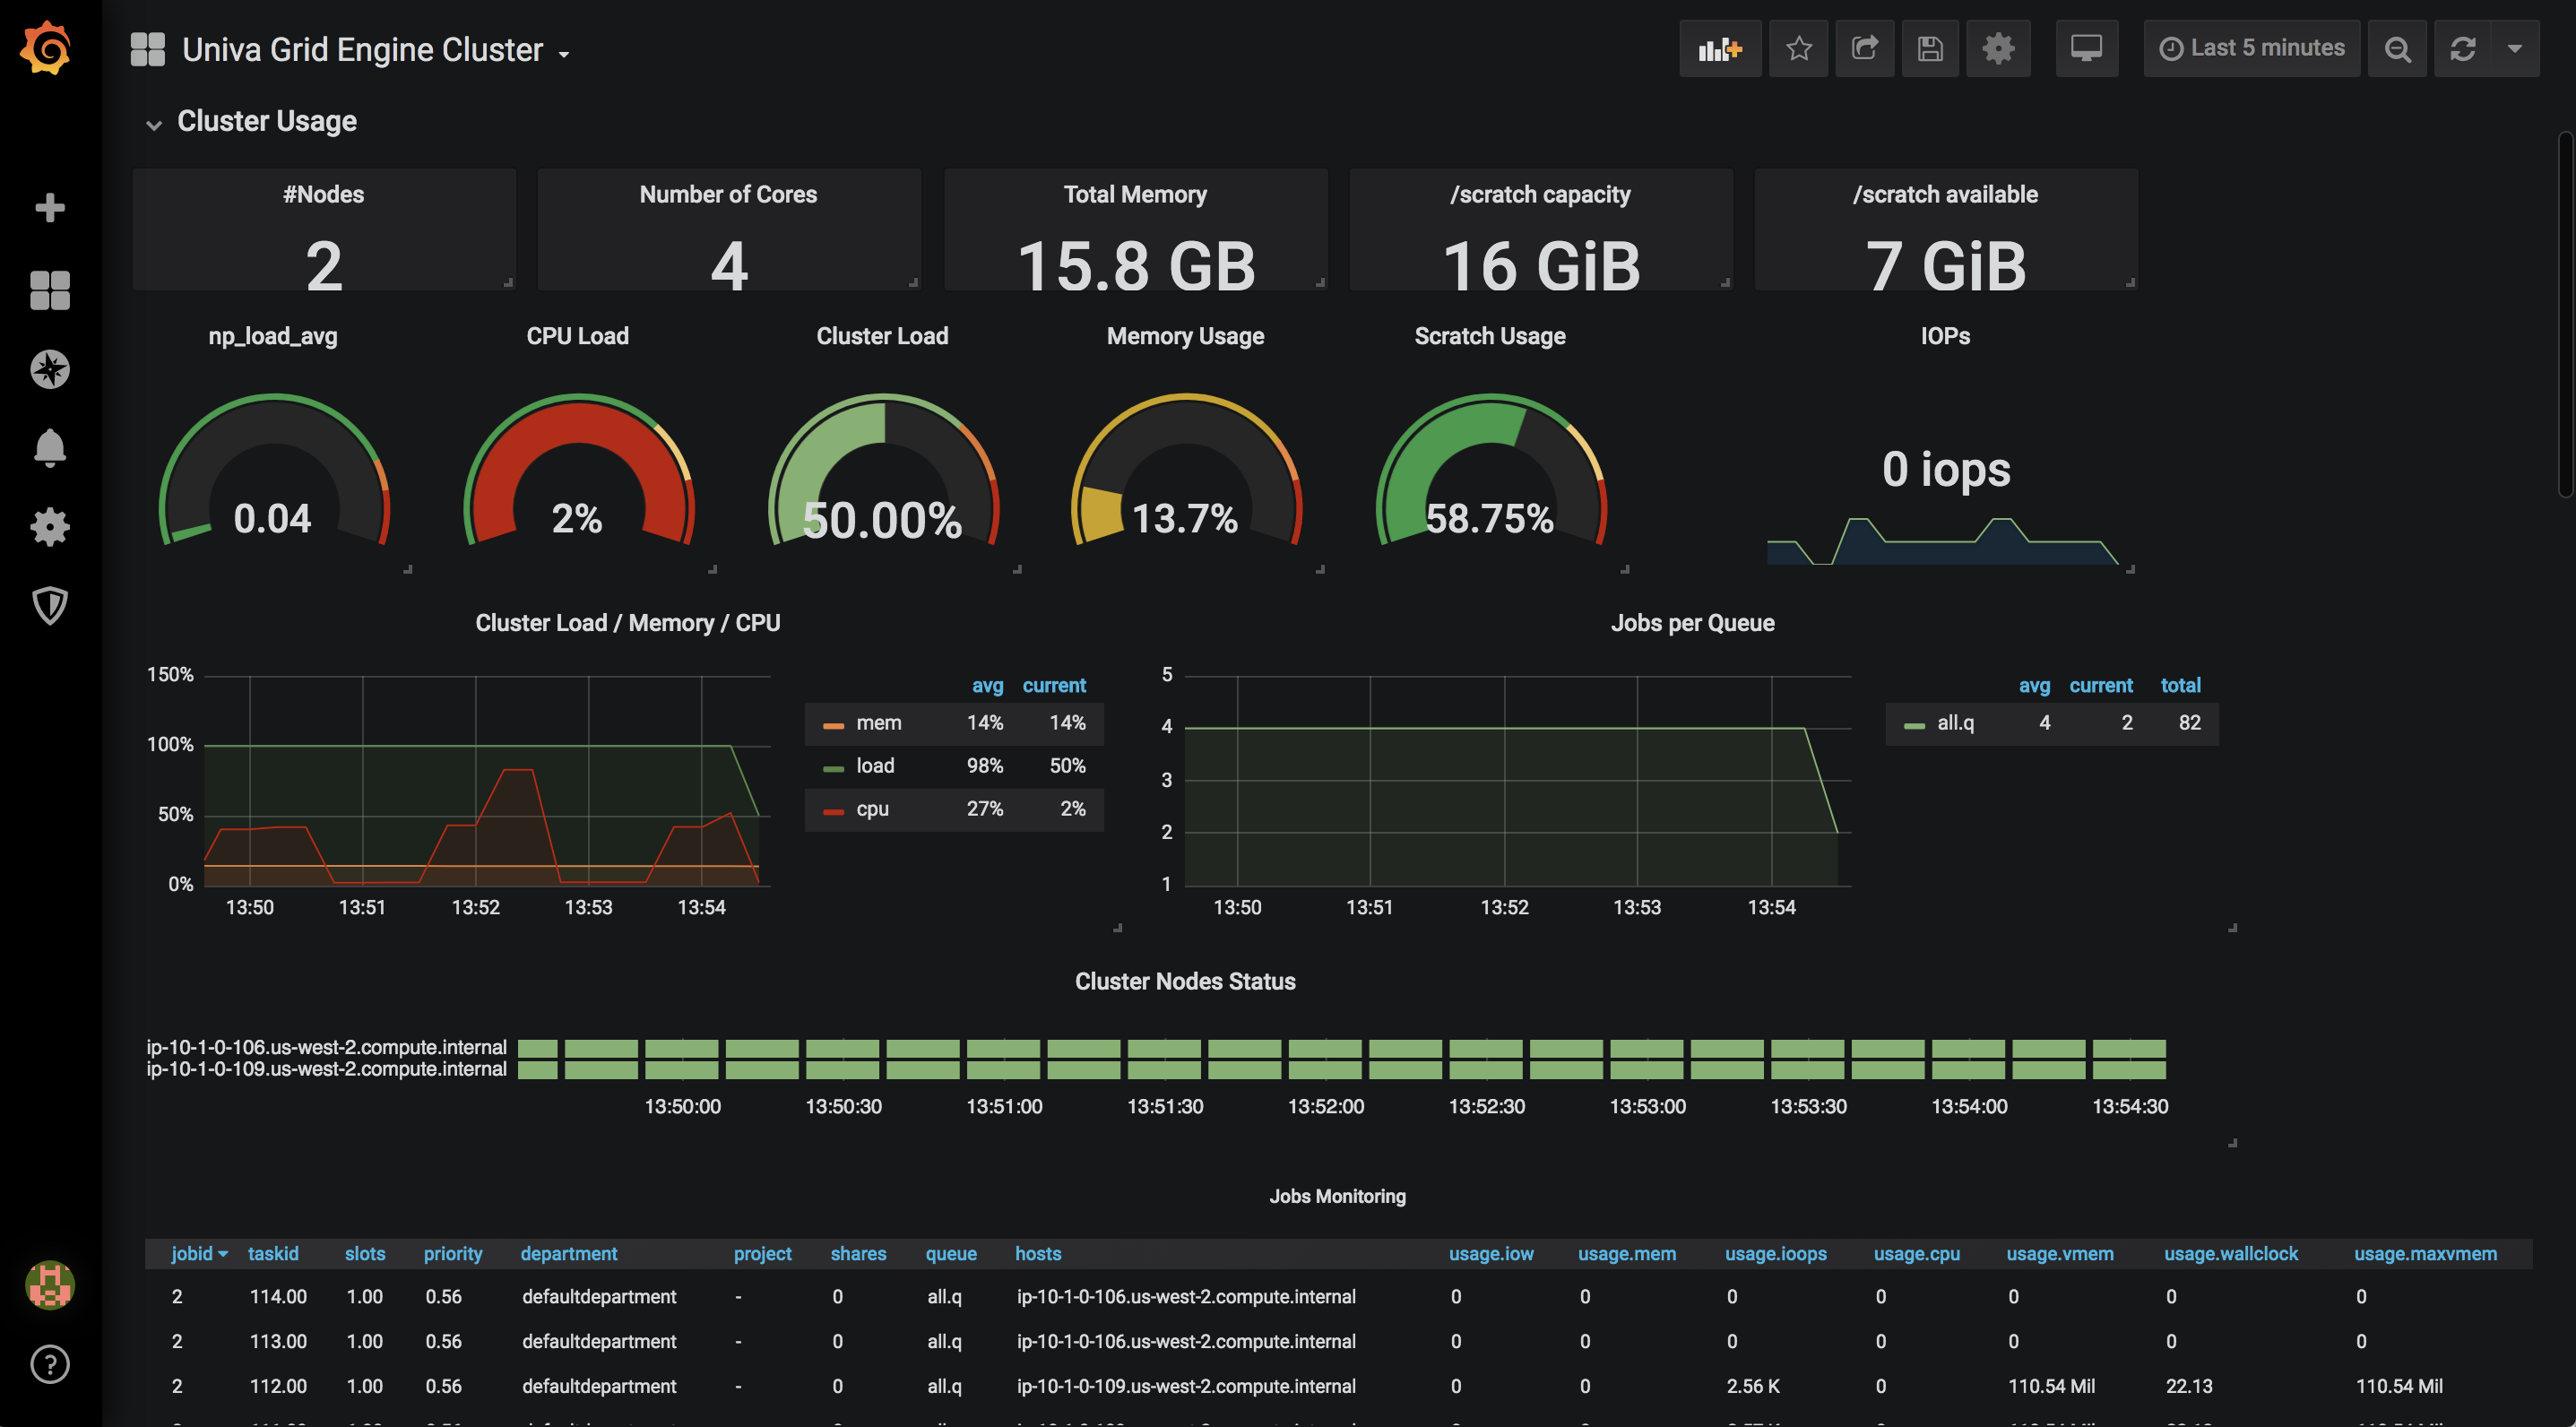 Univa Grid Engine Cluster
Last 5 minutes
Cluster Usage
#Nodes
2
Number of Cores
4
Total Memory
15.8 GB
/scratch capacity
16 GiB
/scratch available
7 GiB
np_load_avg
0.04
CPU Load
2%
Cluster Load
50.00%
Memory Usage
13.7%
Scratch Usage
58.75%
IOPs
0 iops
Cluster Load / Memory / CPU
150%
100%
50%
0%
13:50 13:51 13:52 13:53 13:54
avg current
mem 14% 14%
load 98% 50%
cpu 27% 2%
Jobs per Queue
5
4
3
2
1
13:50 13:51 13:52 13:53 13:54
avg current total
all.q 4 2 82
Cluster Nodes Status
ip-10-1-0-106.us-west-2.compute.internal
ip-10-1-0-109.us-west-2.compute.internal
13:50:00 13:50:30 13:51:00 13:51:30 13:52:00 13:52:30 13:53:00 13:53:30 13:54:00 13:54:30
Jobs Monitoring
jobid taskid slots priority department project shares queue hosts usage.iow usage.mem usage.ioops usage.cpu usage.vmem usage.wallclock usage.maxvmem
2 114.00 1.00 0.56 defaultdepartment - 0 all.q ip-10-1-0-106.us-west-2.compute.internal 0 0 0 0 0 0 0
2 113.00 1.00 0.56 defaultdepartment - 0 all.q ip-10-1-0-106.us-west-2.compute.internal 0 0 0 0 0 0 0
2 112.00 1.00 0.56 defaultdepartment - 0 all.q ip-10-1-0-109.us-west-2.compute.internal 0 0 2.56 K 0 110.54 Mil 22.13 110.54 Mil